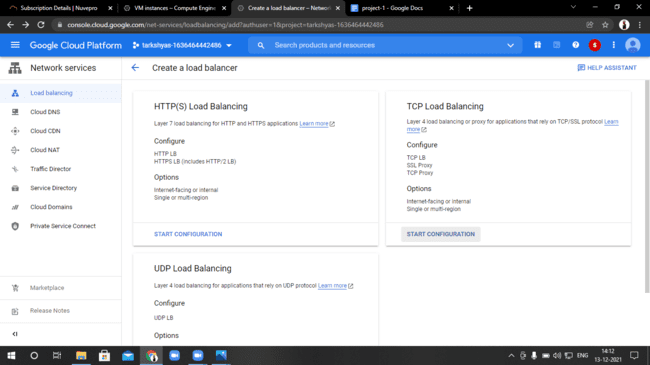 Subscription Details | Nuvepro
VM instances – Compute Engine
Create a load balancer – Network
project-1 - Google Docs
console.cloud.google.com/net-services/loadbalancing/add?authuser=1&project=tarkshyas-1636464442486
Google Cloud Platform
tarkshyas-1636464442486
Search products and resources
Network services
Create a load balancer
HELP ASSISTANT
Load balancing
Cloud DNS
Cloud CDN
Cloud NAT
Traffic Director
Service Directory
Cloud Domains
Private Service Connect
Marketplace
Release Notes
HTTP(S) Load Balancing
Layer 7 load balancing for HTTP and HTTPS applications Learn more
Configure
HTTP LB
HTTPS LB (includes HTTP/2 LB)
Options
Internet-facing or internal
Single or multi-region
START CONFIGURATION
TCP Load Balancing
Layer 4 load balancing or proxy for applications that rely on TCP/SSL protocol Learn
more
Configure
TCP LB
SSL Proxy
TCP Proxy
Options
Internet-facing or internal
Single or multi-region
START CONFIGURATION
UDP Load Balancing
Layer 4 load balancing for applications that rely on UDP protocol Learn more
Configure
UDP LB
Options
ENG
14:12
13-12-2021